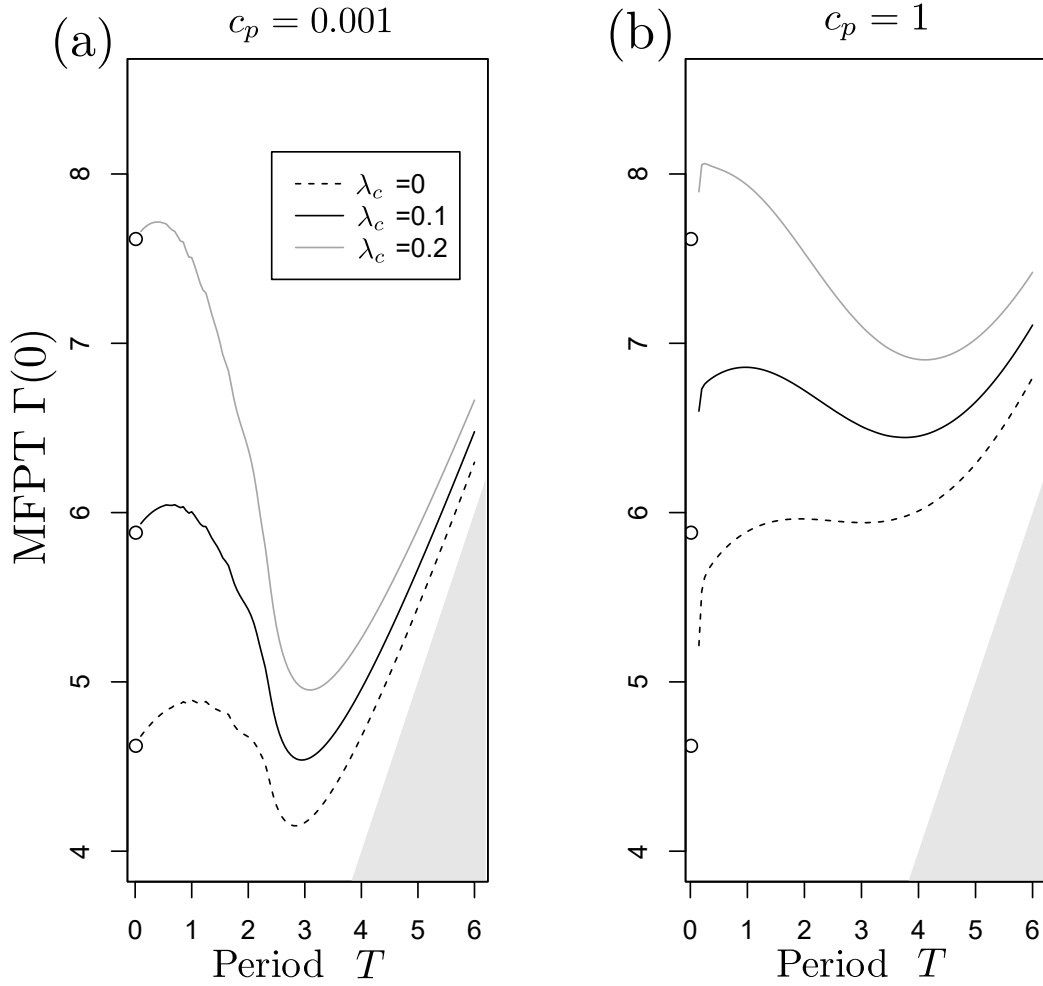 (a)
c_p = 0.001
(b)
c_p = 1
MFPT Γ(0)
8
7
6
5
4
λ_c =0
λ_c =0.1
λ_c =0.2
0 1 2 3 4 5 6
Period T
8
7
6
5
4
0 1 2 3 4 5 6
Period T